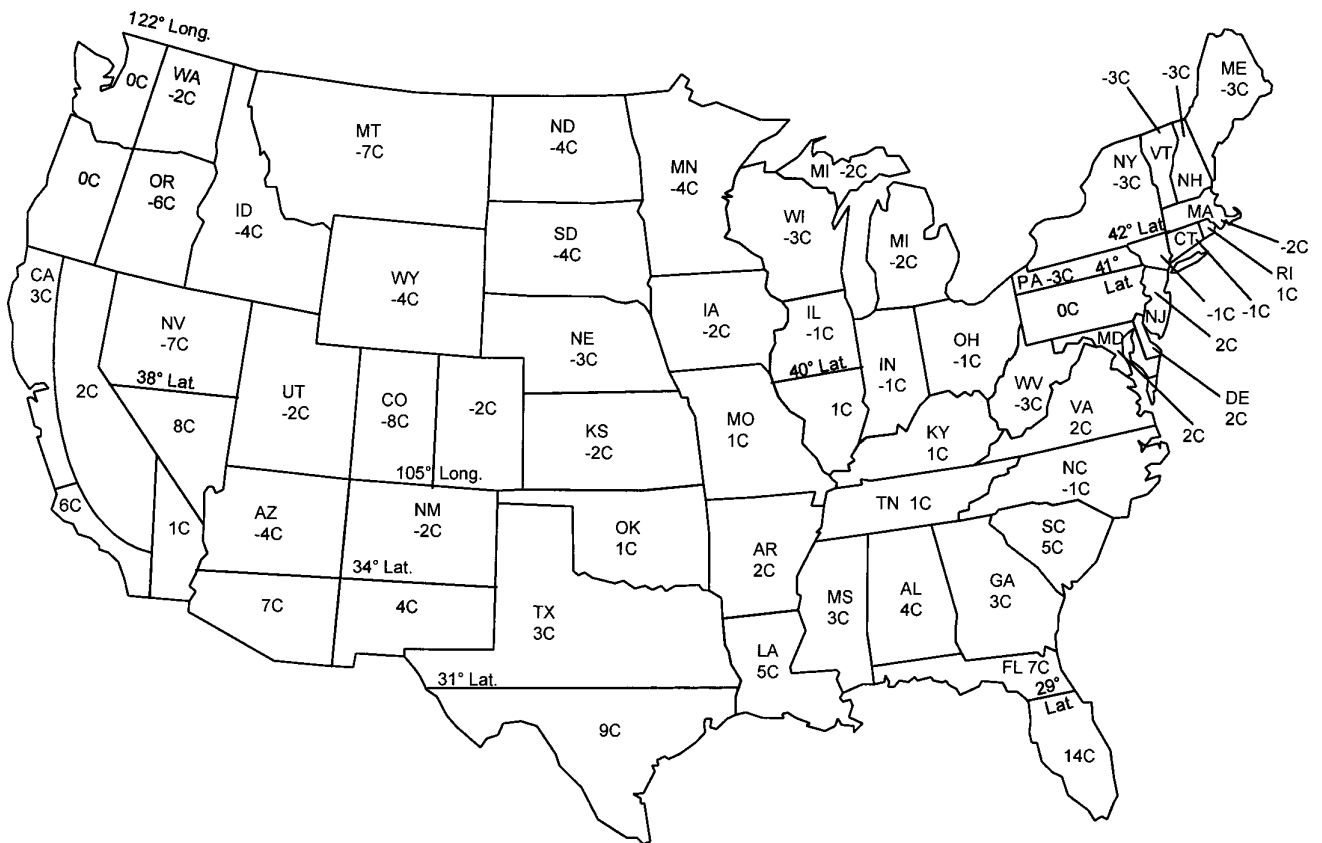 122° Long.
0C
WA
-2C
MT
-7C
ND
-4C
MN
-4C
MI -2C
-3C
-3C
ME
-3C
0C
OR
-6C
ID
-4C
NY
-3C
VT
NH
WI
-3C
MI
-2C
SD
-4C
MA
42° Lat
-2C
CT
RI
1C
CA
3C
WY
-4C
PA -3C
41°
Lat
0C
-1C
-1C
NJ
2C
NV
-7C
IA
-2C
IL
-1C
NE
-3C
OH
-1C
MD
38° Lat.
2C
UT
-2C
CO
-8C
-2C
40° Lat
IN
-1C
WV
-3C
DE
2C
VA
2C
2C
8C
MO
1C
1C
KS
-2C
KY
1C
105° Long.
NC
-1C
6C
AZ
-4C
NM
-2C
TN 1C
1C
OK
1C
SC
5C
AR
2C
34° Lat.
GA
3C
MS
3C
AL
4C
7C
4C
TX
3C
LA
5C
FL 7C
31° Lat.
29°
Lat
9C
14C